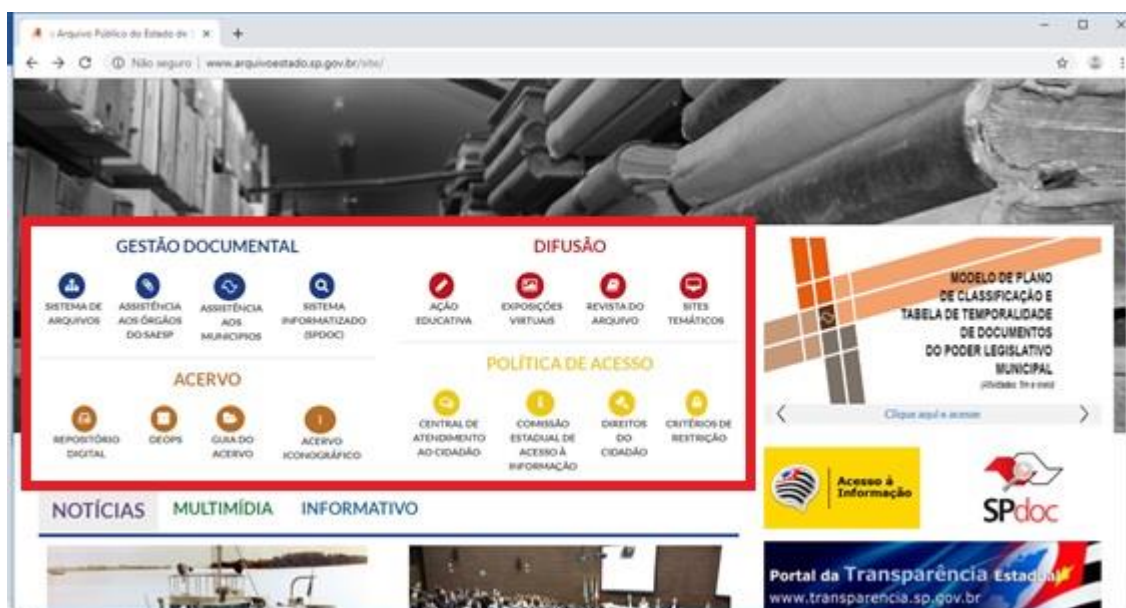 : Arquivo Público do Estado de
Não seguro | www.arquivoestado.sp.gov.br/site/
GESTÃO DOCUMENTAL
SISTEMA DE
ARQUIVOS
ASSISTÊNCIA
AOS ÓRGÃOS
DO SAESP
ASSISTÊNCIA
AOS
MUNICIPIOS
SISTEMA
INFORMATIZADO
(SPDOC)
DIFUSÃO
AÇÃO
EDUCATIVA
EXPOSIÇÕES
VIRTUAIS
REVISTA DO
ARQUIVO
SITES
TEMÁTICOS
ACERVO
REPOSITÓRIO
DIGITAL
DEOPS
GUIA DO
ACERVO
ACERVO
ICONOGRÁFICO
POLÍTICA DE ACESSO
CENTRAL DE
ATENDIMENTO
AO CIDADÃO
COMISSÃO
ESTADUAL DE
ACESSO À
INFORMAÇÃO
DIREITOS
DO
CIDADÃO
CRITÉRIOS DE
RESTRIÇÃO
MODELO DE PLANO
DE CLASSIFICAÇÃO E
TABELA DE TEMPORALIDADE
DE DOCUMENTOS
DO PODER LEGISLATIVO
MUNICIPAL
(Atividades fim e meio)
Clique aqui e acesse
Acesso à
Informação
SPdoc
NOTÍCIAS
MULTIMÍDIA
INFORMATIVO
Portal da Transparência Estadual
www.transparencia.sp.gov.br